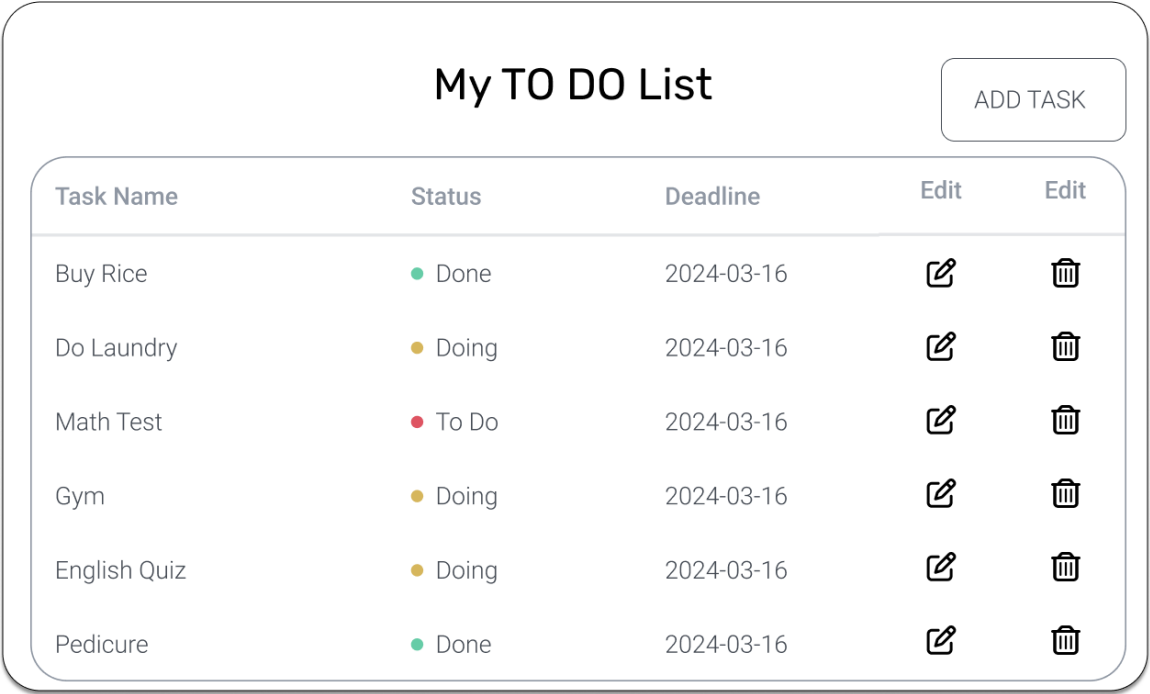 My TO DO List
ADD TASK
Task Name Status Deadline Edit Edit
Buy Rice Done 2024-03-16
Do Laundry Doing 2024-03-16
Math Test To Do 2024-03-16
Gym Doing 2024-03-16
English Quiz Doing 2024-03-16
Pedicure Done 2024-03-16